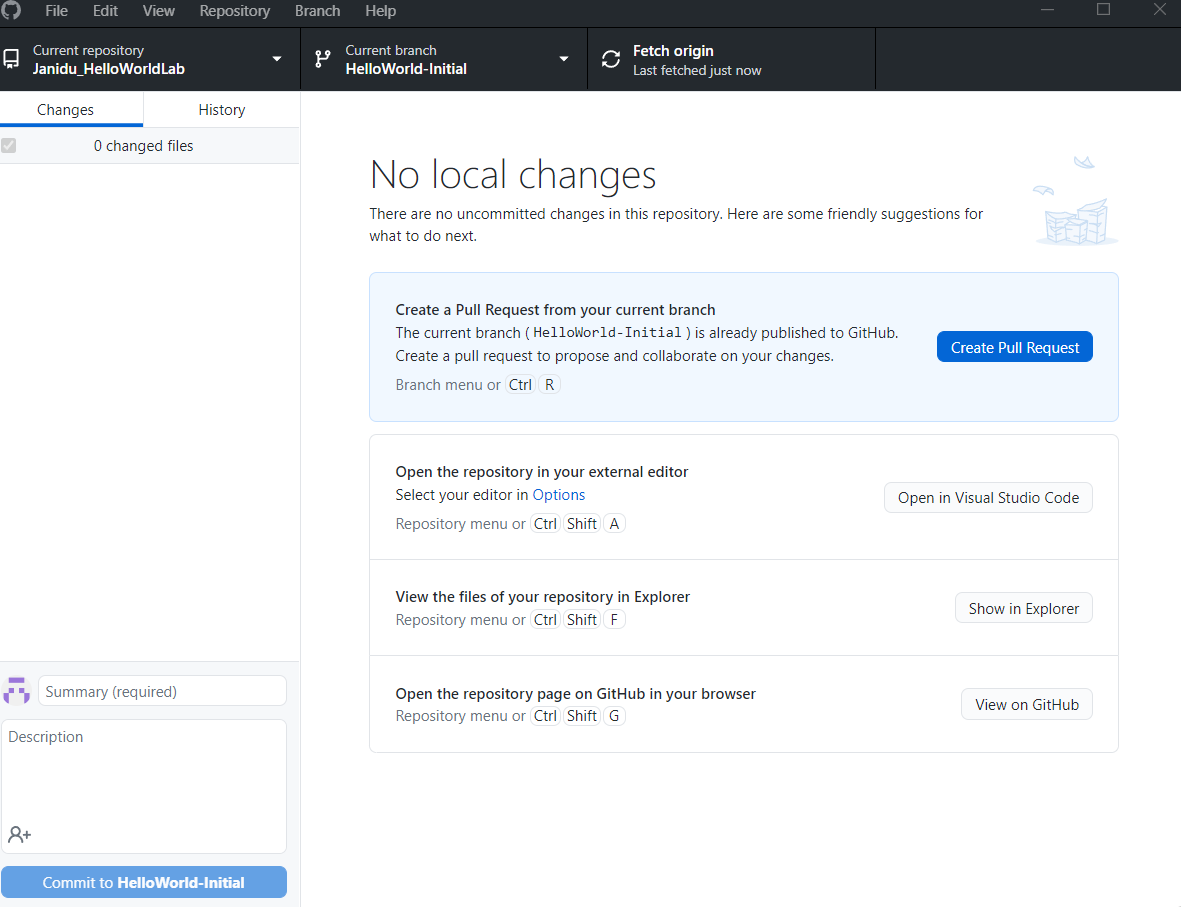 File Edit View Repository Branch Help
Current repository
Janidu_HelloWorldLab
Current branch
HelloWorld-Initial
Fetch origin
Last fetched just now
Changes
History
0 changed files
No local changes
There are no uncommitted changes in this repository. Here are some friendly suggestions for
what to do next.
Create a Pull Request from your current branch
The current branch ( HelloWorld-Initial ) is already published to GitHub.
Create a pull request to propose and collaborate on your changes.
Branch menu or Ctrl R
Create Pull Request
Open the repository in your external editor
Select your editor in Options
Repository menu or Ctrl Shift A
Open in Visual Studio Code
View the files of your repository in Explorer
Repository menu or Ctrl Shift F
Show in Explorer
Open the repository page on GitHub in your browser
Repository menu or Ctrl Shift G
View on GitHub
Summary (required)
Description
Commit to HelloWorld-Initial